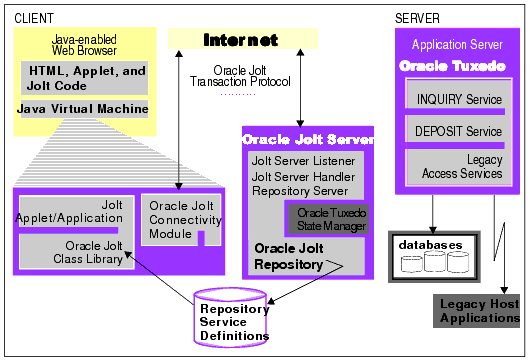 CLIENT
SERVER
Java-enabled
Web Browser
HTML, Applet, and
Jolt Code
Java Virtual Machine
Internet
Oracle Jolt
Transaction Protocol
Application Server
Oracle Tuxedo
INQUIRY Service
DEPOSIT Service
Legacy
Access Services
Oracle Jolt Server
Jolt Server Listener
Jolt Server Handler
Repository Server
Oracle Tuxedo
State Manager
Oracle Jolt
Repository
Jolt
Applet/Application
Oracle Jolt
Class Library
Oracle Jolt
Connectivity
Module
databases
Repository
Service
Definitions
Legacy Host
Applications